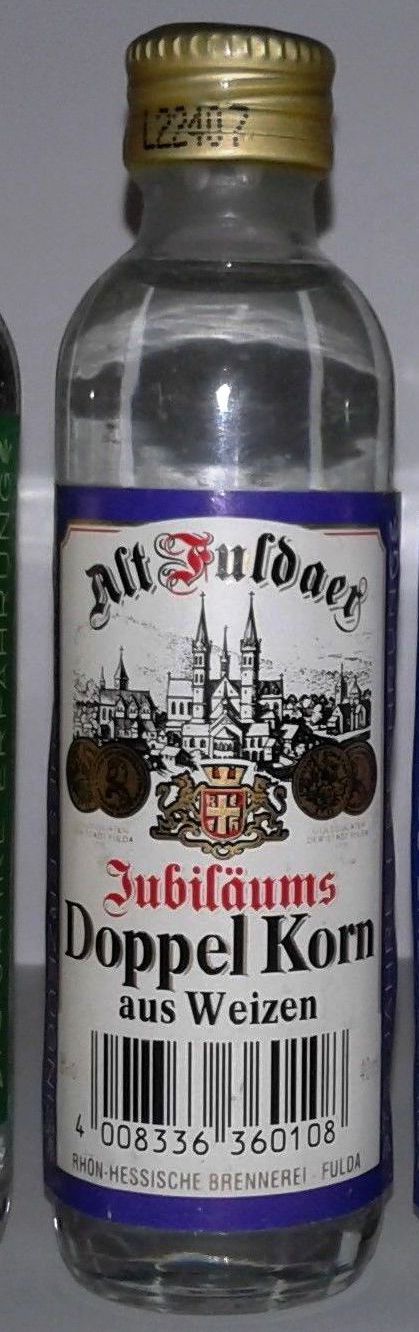 L22407
Alt Fuldaer
Jubiläums
Doppel Korn
aus Weizen
4 008336 360108
RHÖN-HESSISCHE BRENNEREI · FULDA